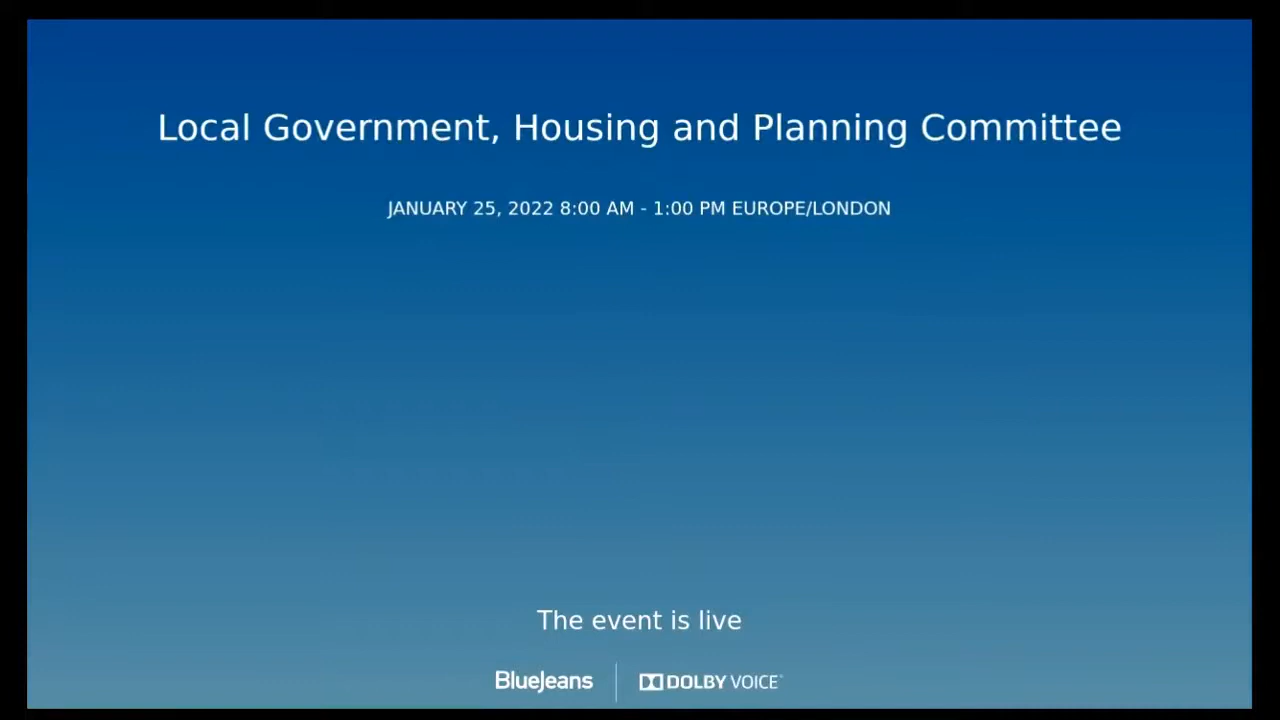 Local Government, Housing and Planning Committee
JANUARY 25, 2022 8:00 AM - 1:00 PM EUROPE/LONDON
The event is live
BlueJeans
DOLBY VOICE